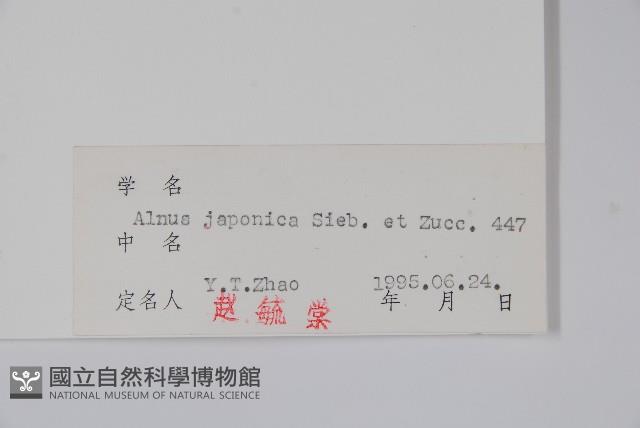 学 名
Alnus japonica Sieb. et Zucc. 447
中 名
Y.T.Zhao 1995.06.24.
定名人 赵毓棠 年 月 日
國立自然科學博物館
NATIONAL MUSEUM OF NATURAL SCIENCE